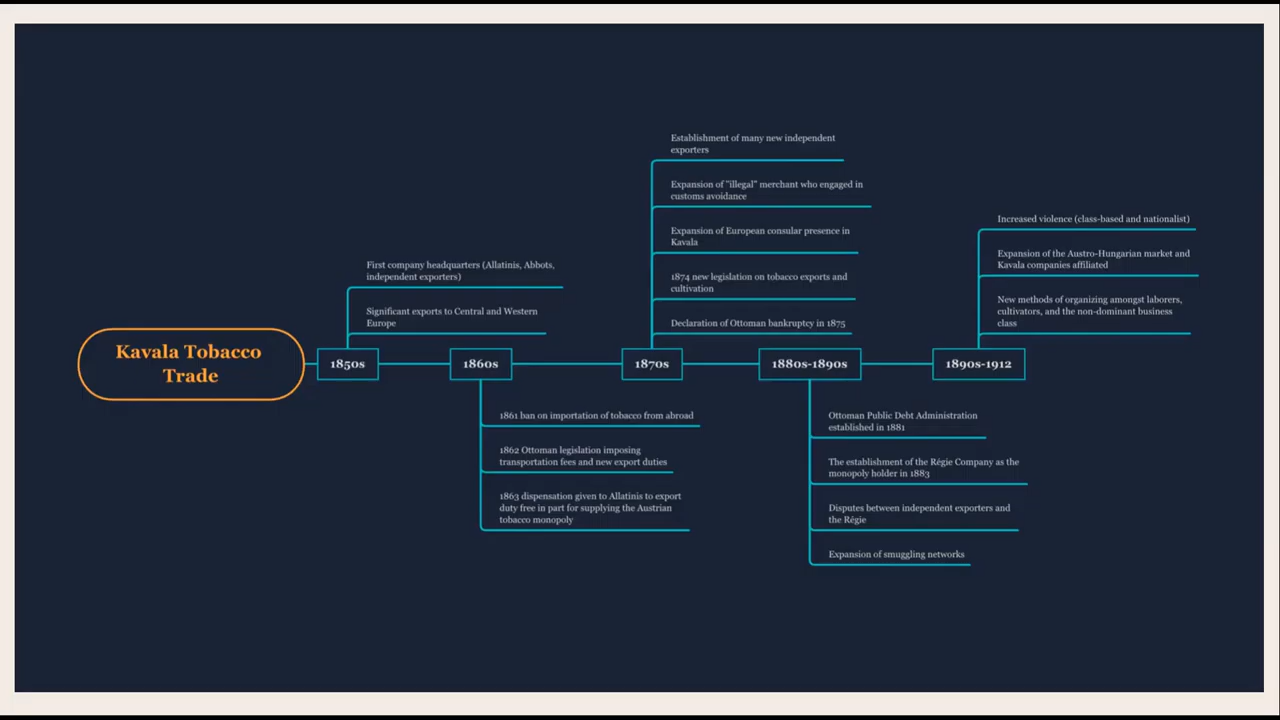 Kavala Tobacco
Trade
1850s
First company headquarters (Allatinis, Abbots,
independent exporters)
Significant exports to Central and Western
Europe
1860s
1861 ban on importation of tobacco from abroad
1862 Ottoman legislation imposing
transportation fees and new export duties
1863 dispensation given to Allatinis to export
duty free in part for supplying the Austrian
tobacco monopoly
1870s
Establishment of many new independent
exporters
Expansion of "illegal" merchant who engaged in
customs avoidance
Expansion of European consular presence in
Kavala
1874 new legislation on tobacco exports and
cultivation
Declaration of Ottoman bankruptcy in 1875
1880s-1890s
Ottoman Public Debt Administration
established in 1881
The establishment of the Régie Company as the
monopoly holder in 1883
Disputes between independent exporters and
the Régie
Expansion of smuggling networks
1890s-1912
Increased violence (class-based and nationalist)
Expansion of the Austro-Hungarian market and
Kavala companies affiliated
New methods of organizing amongst laborers,
cultivators, and the non-dominant business
class